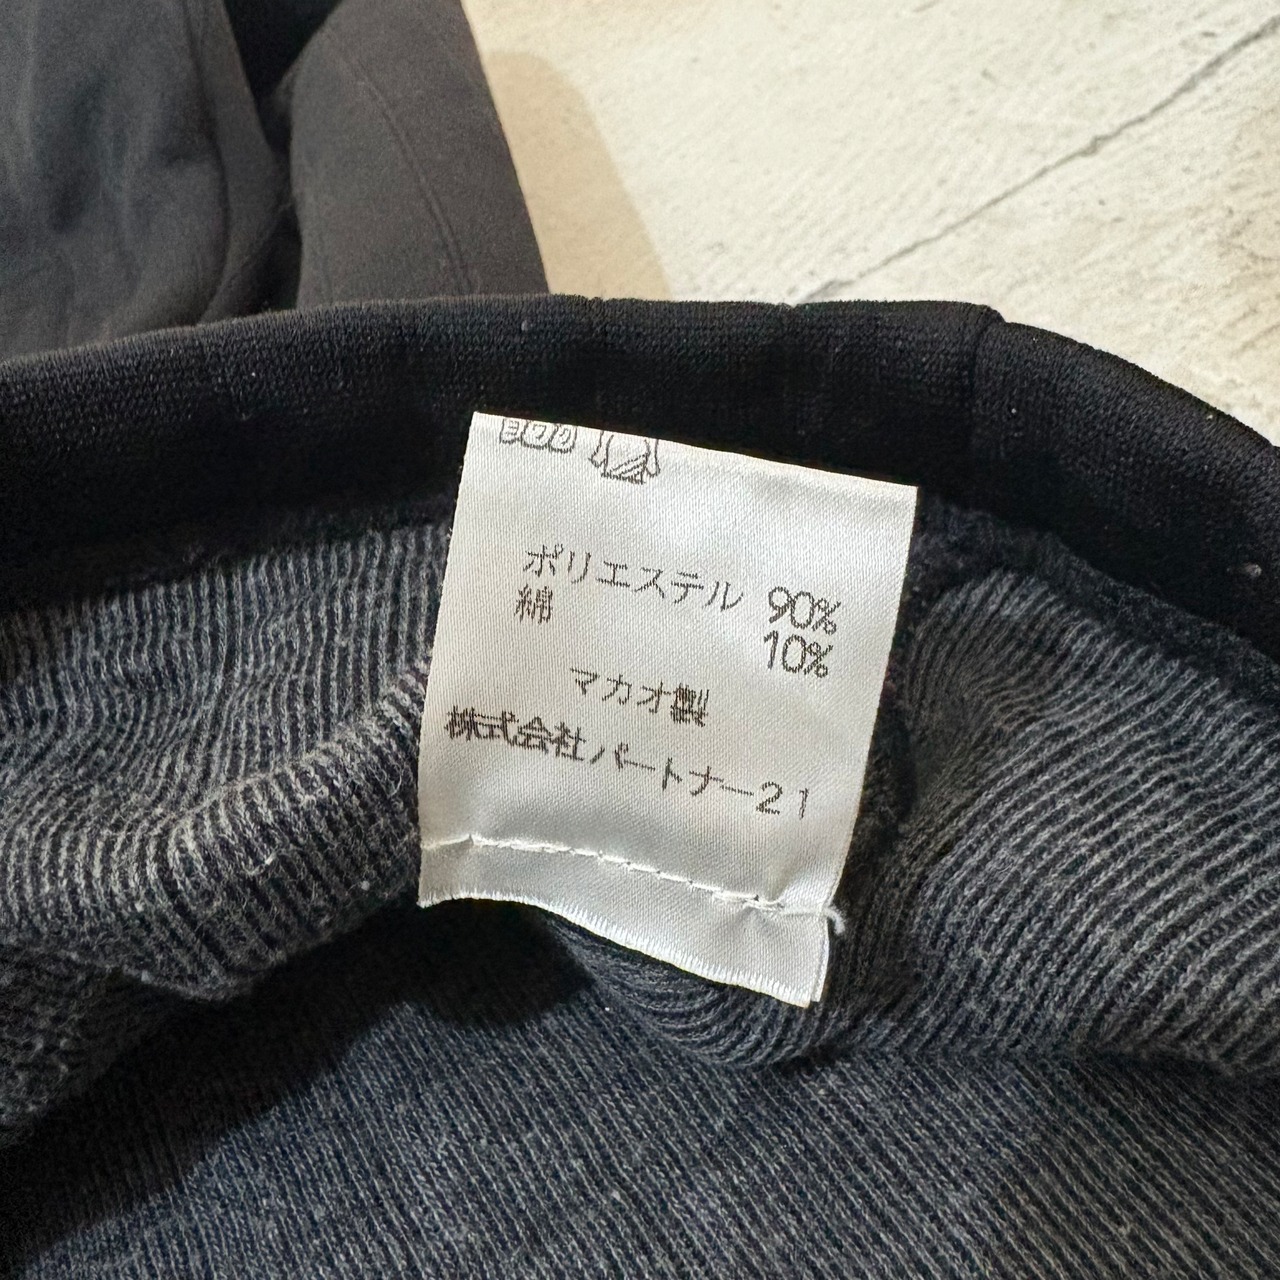 ポリエステル 90%
綿 10%
マカオ製
株式会社パートナー21